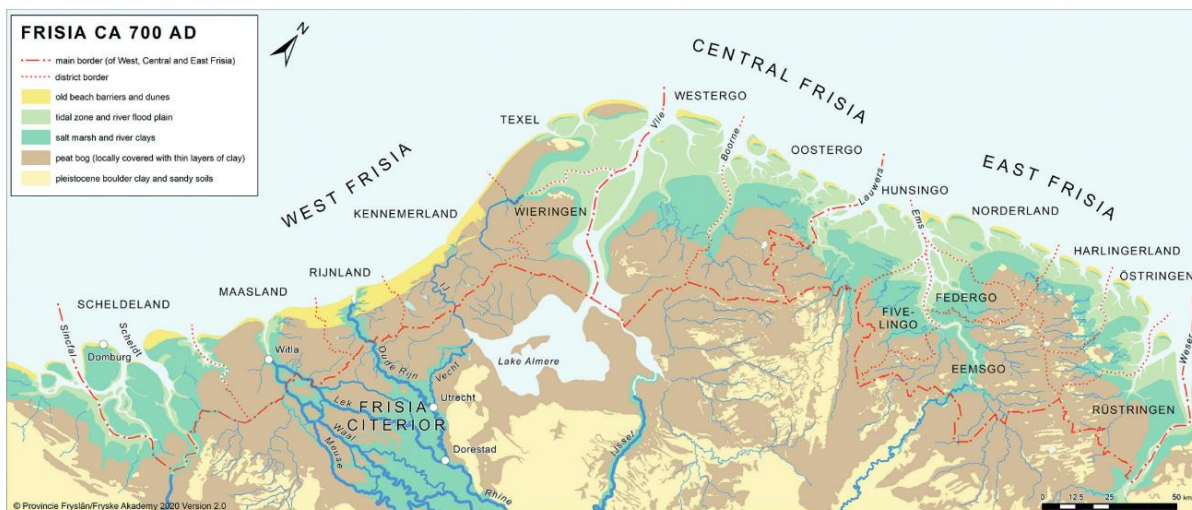 FRISIA CA 700 AD
main border (of West, Central and East Frisia)
district border
old beach barriers and dunes
tidal zone and river flood plain
salt marsh and river clays
peat bog (locally covered with thin layers of clay)
pleistocene boulder clay and sandy soils
N
WEST FRISIA
CENTRAL FRISIA
EAST FRISIA
TEXEL
WESTERGO
Vlie
Boorne
OOSTERGO
Lauwers
HUNSINGO
Ems
NORDERLAND
HARLINGERLAND
ÖSTRINGEN
KENNEMERLAND
WIERINGEN
RIJNLAND
IJ
MAASLAND
SCHELDELAND
Sincfal
Scheldt
Domburg
Witla
Oude Rijn
Vecht
Lake Almere
FIVE-
LINGO
FEDERGO
EEMSGO
Weser
RÜSTRINGEN
Lek
FRISIA
CITERIOR
Utrecht
Waal
Meuse
Dorestad
Rhine
IJssel
© Provincie Fryslân/Fryske Akademy 2020 Version 2.0
0 12.5 25 50 km